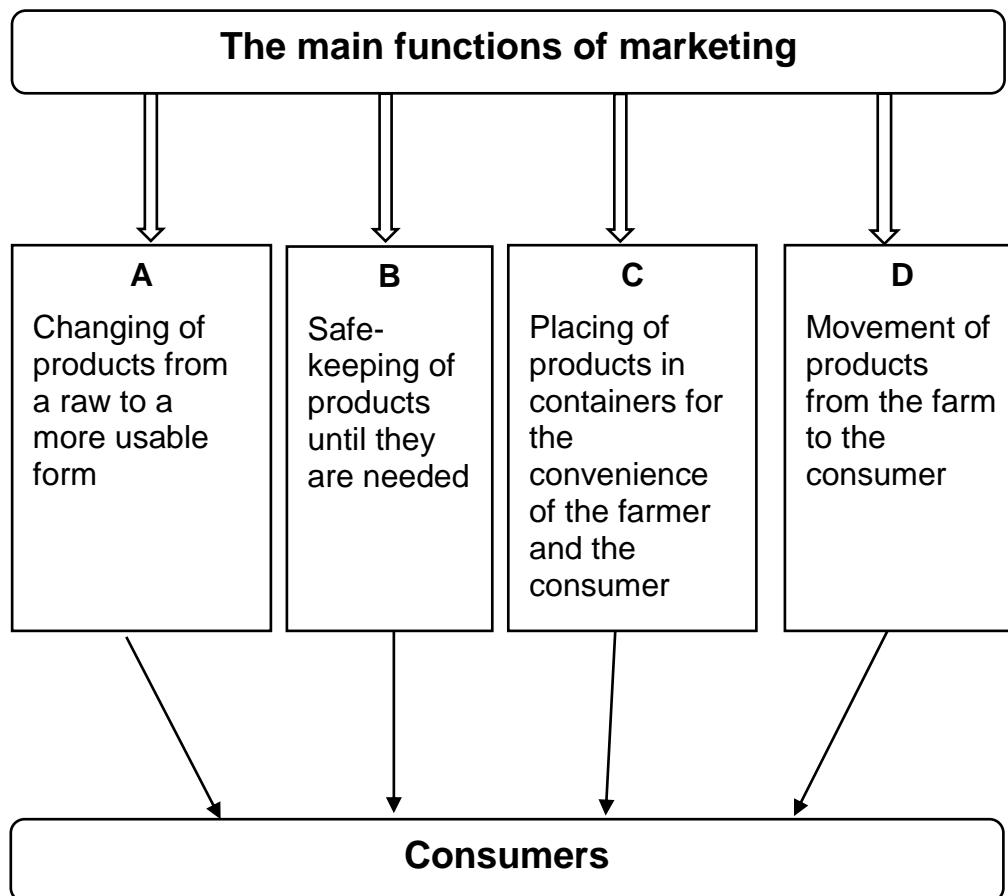 The main functions of marketing
A
Changing of
products from
a raw to a
more usable
form
B
Safe-
keeping of
products
until they
are needed
C
Placing of
products in
containers for
the
convenience
of the farmer
and the
consumer
D
Movement of
products
from the farm
to the
consumer
Consumers